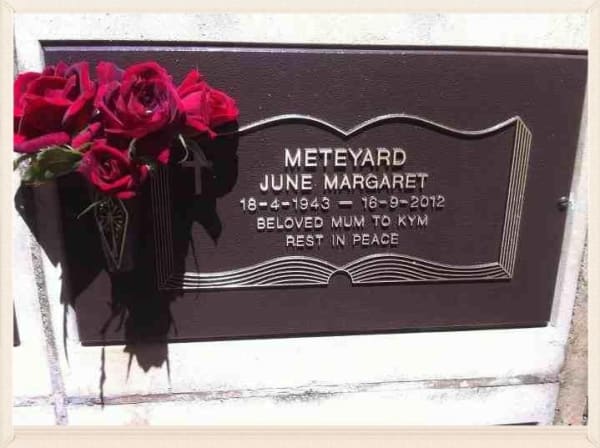 METEYARD
JUNE MARGARET
18-4-1943 — 16-9-2012
BELOVED MUM TO KYM
REST IN PEACE